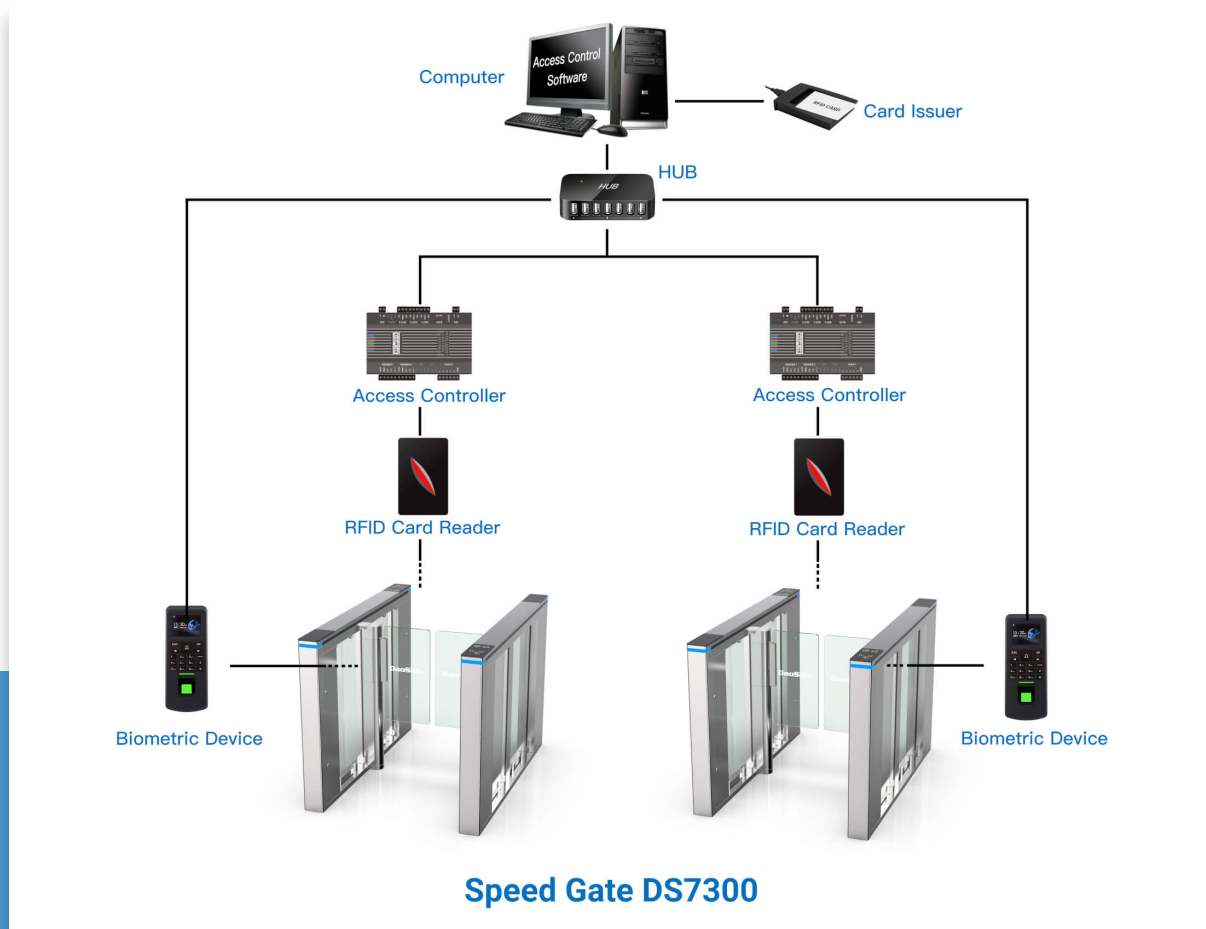 Access Control
Software
Computer
RFID CARD
Card Issuer
HUB
HUB
Access Controller
Access Controller
RFID Card Reader
RFID Card Reader
Biometric Device
Biometric Device
Speed Gate DS7300